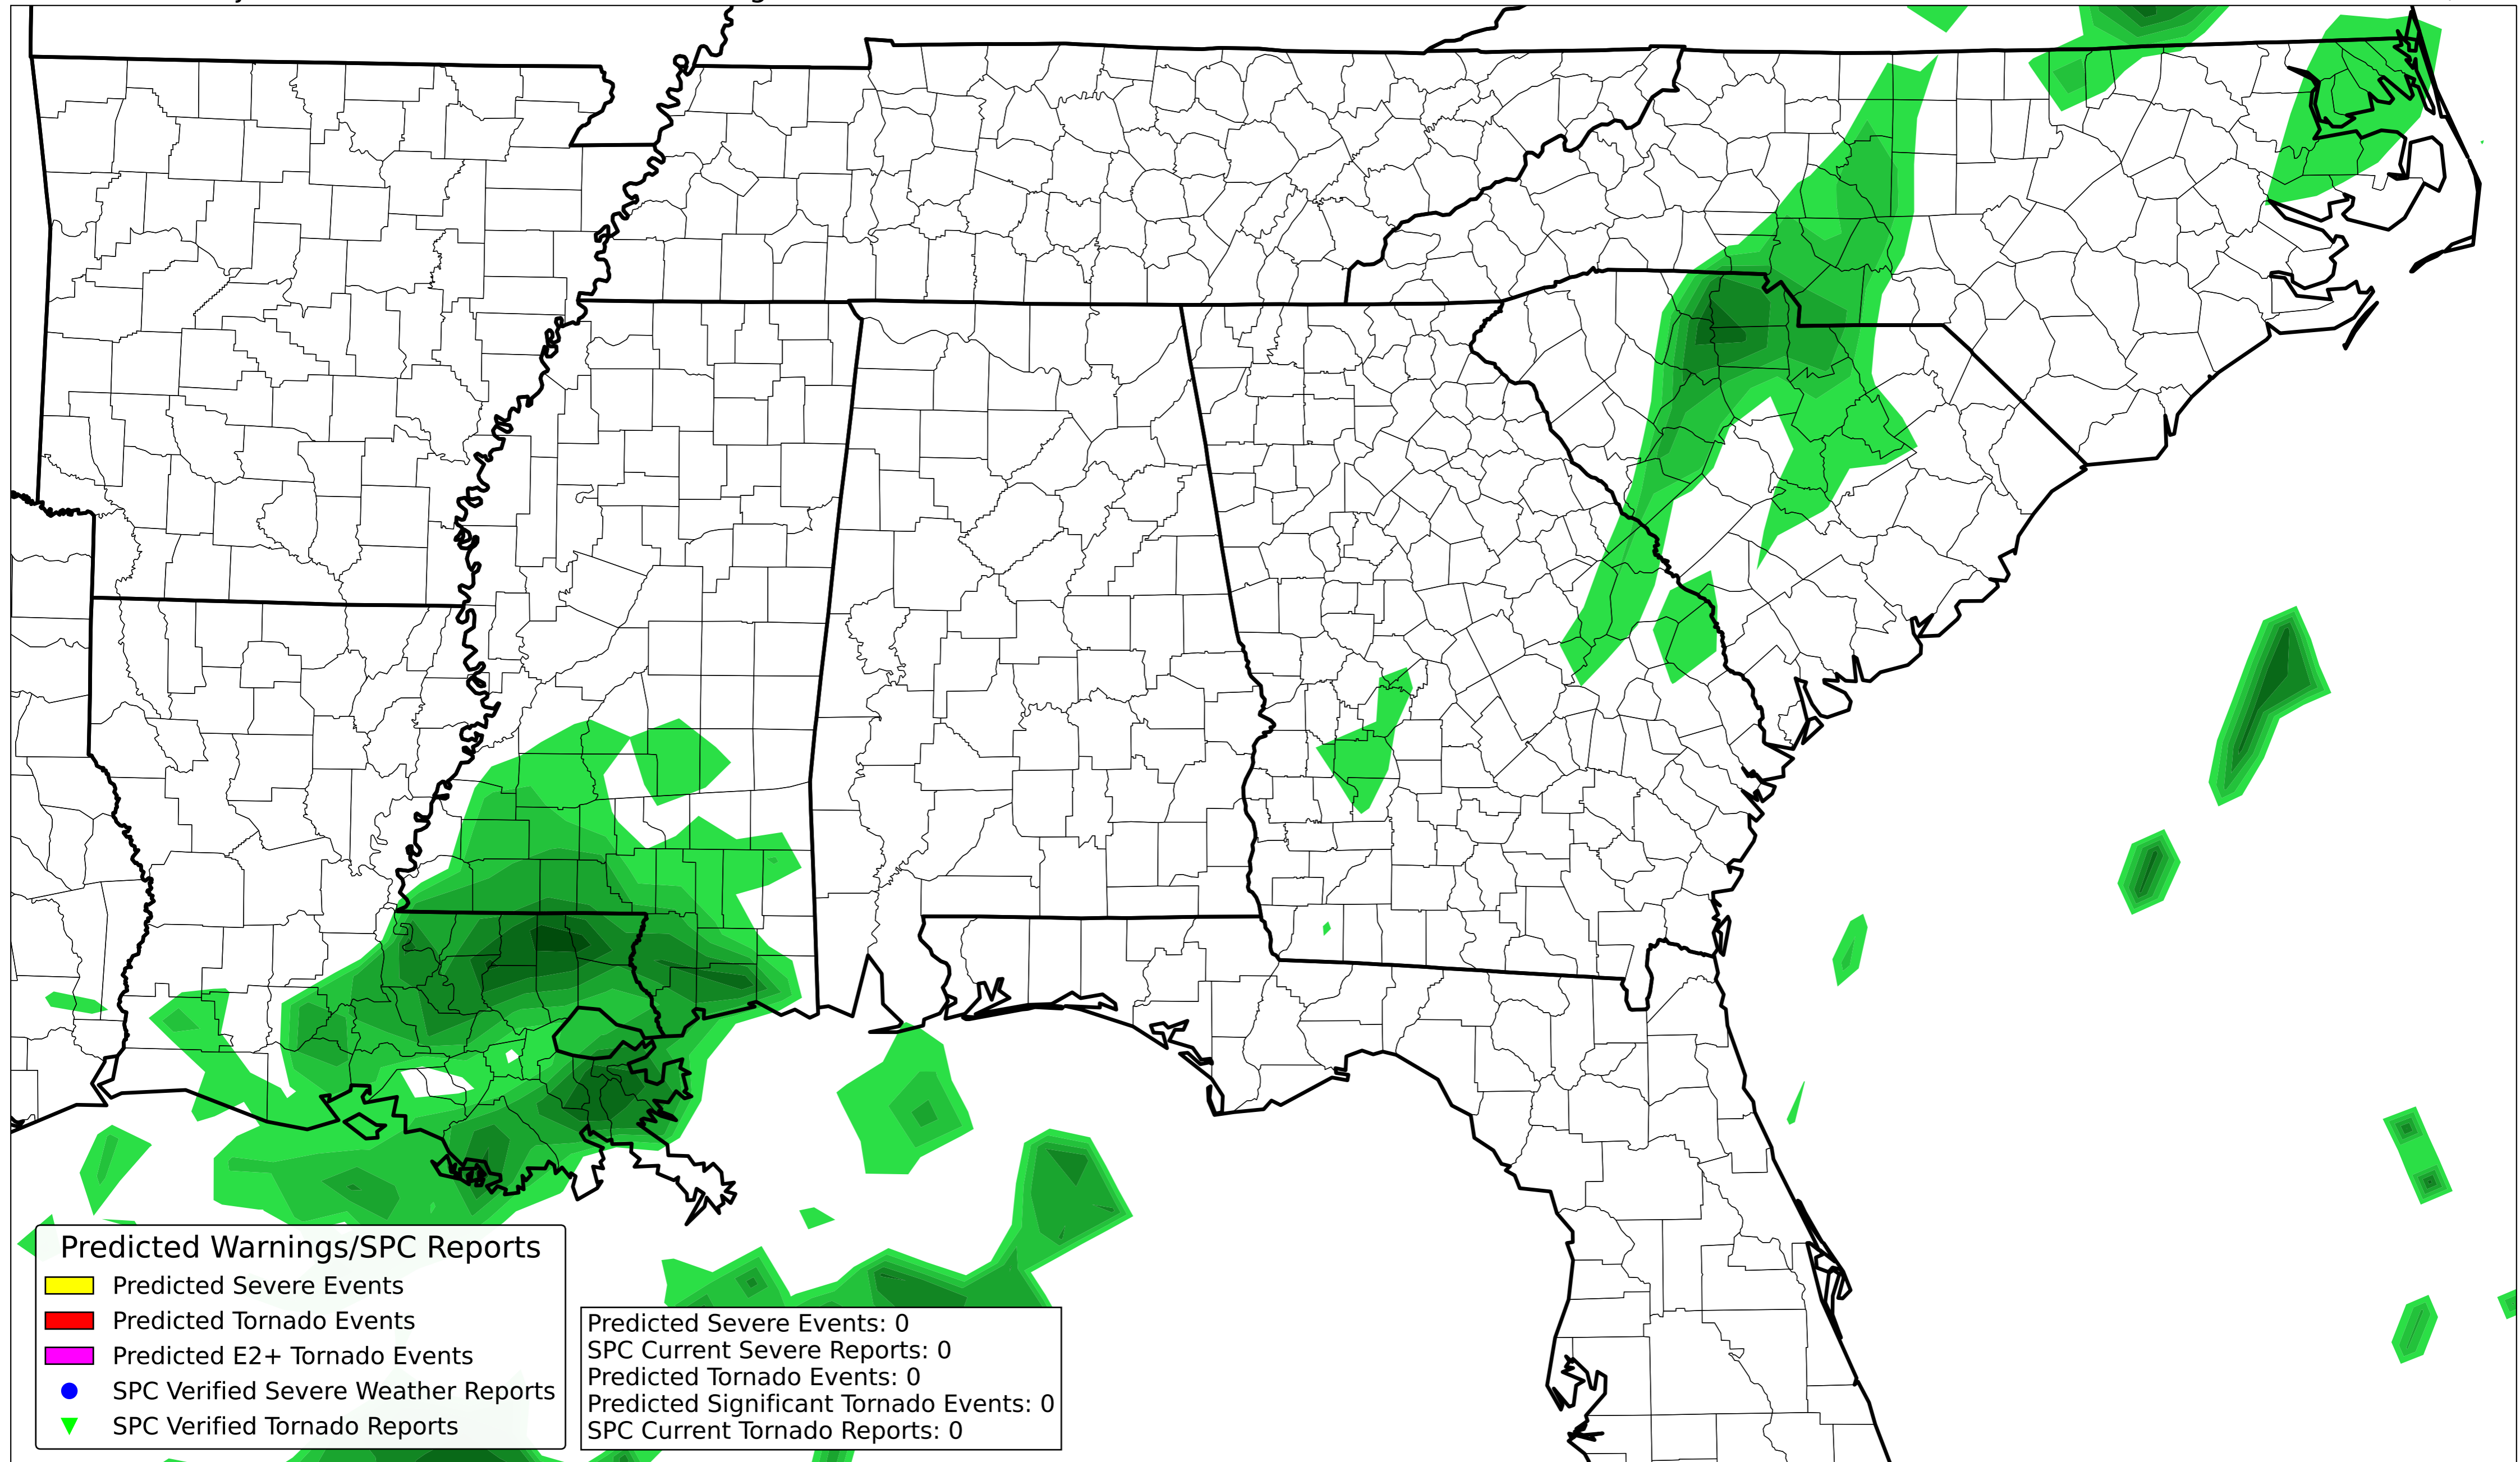 Predicted Warnings/SPC Reports
Predicted Severe Events
Predicted Tornado Events
Predicted E2+ Tornado Events
SPC Verified Severe Weather Reports
SPC Verified Tornado Reports
Predicted Severe Events: 0
SPC Current Severe Reports: 0
Predicted Tornado Events: 0
Predicted Significant Tornado Events: 0
SPC Current Tornado Reports: 0